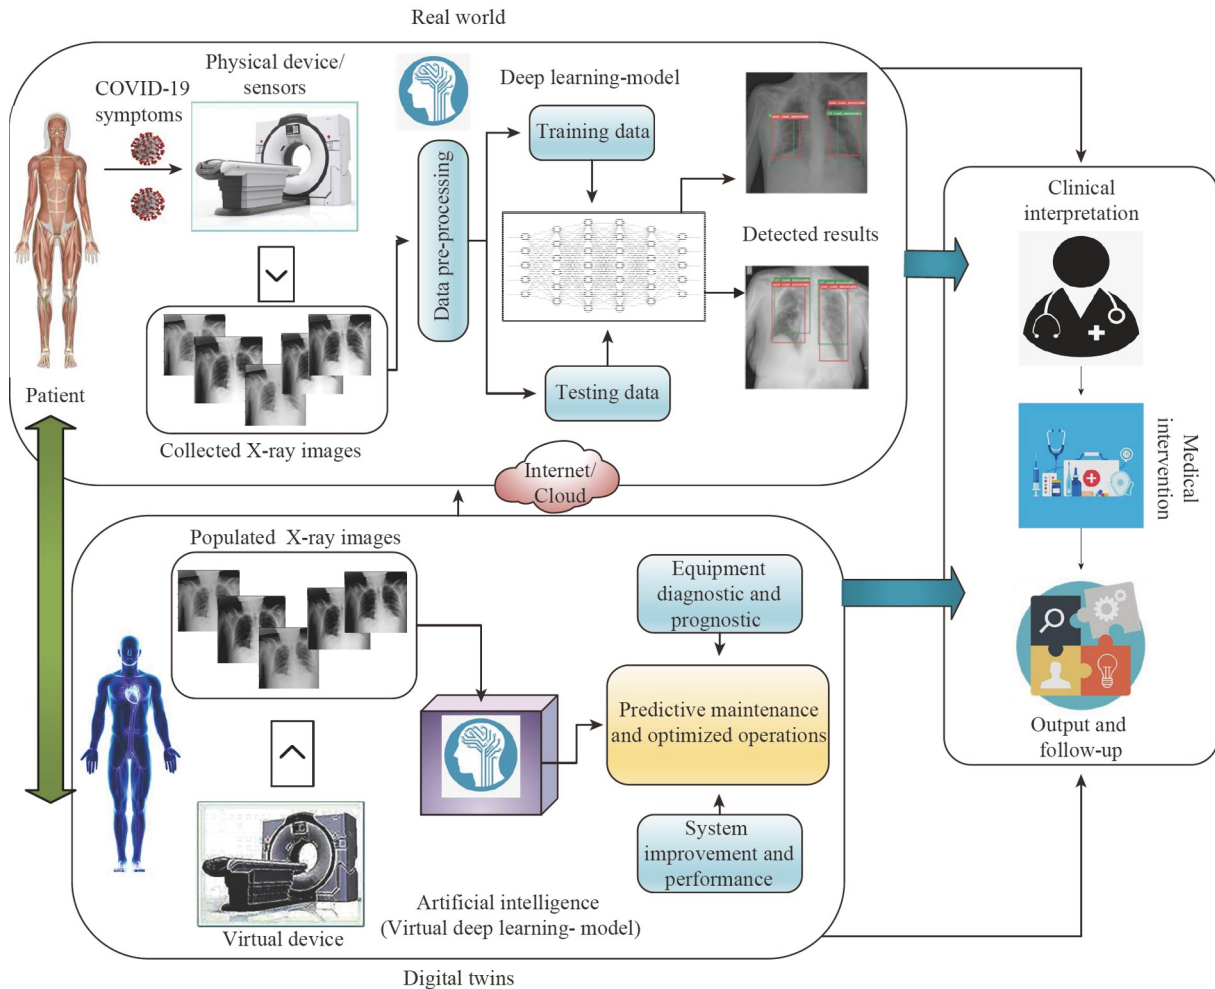 Real world
COVID-19
symptoms
Physical device/
sensors
Deep learning-model
Training data
Data pre-processing
Testing data
Detected results
Patient
Collected X-ray images
Internet/
Cloud
Clinical
interpretation
Medical
intervention
Output and
follow-up
Populated X-ray images
Equipment
diagnostic and
prognostic
Predictive maintenance
and optimized operations
System
improvement and
performance
Artificial intelligence
(Virtual deep learning- model)
Virtual device
Digital twins